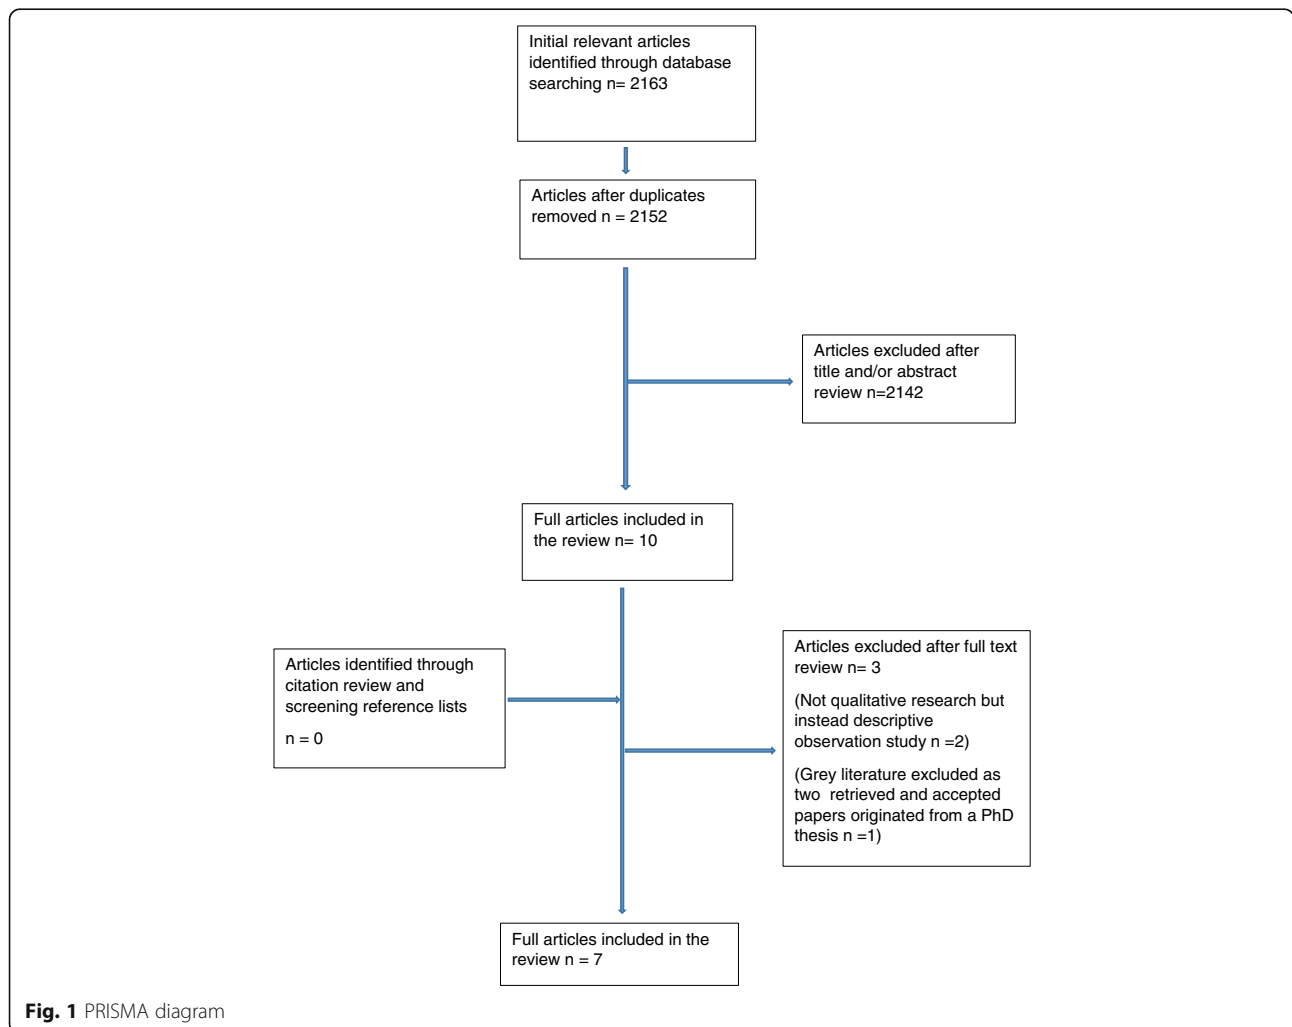 Initial relevant articles
identified through database
searching n= 2163
Articles after duplicates
removed n = 2152
Articles excluded after
title and/or abstract
review n=2142
Full articles included in
the review n= 10
Articles identified through
citation review and
screening reference lists
n = 0
Articles excluded after full text
review n= 3
(Not qualitative research but
instead descriptive
observation study n =2)
(Grey literature excluded as
two retrieved and accepted
papers originated from a PhD
thesis n =1)
Full articles included in the
review n = 7
Fig. 1 PRISMA diagram